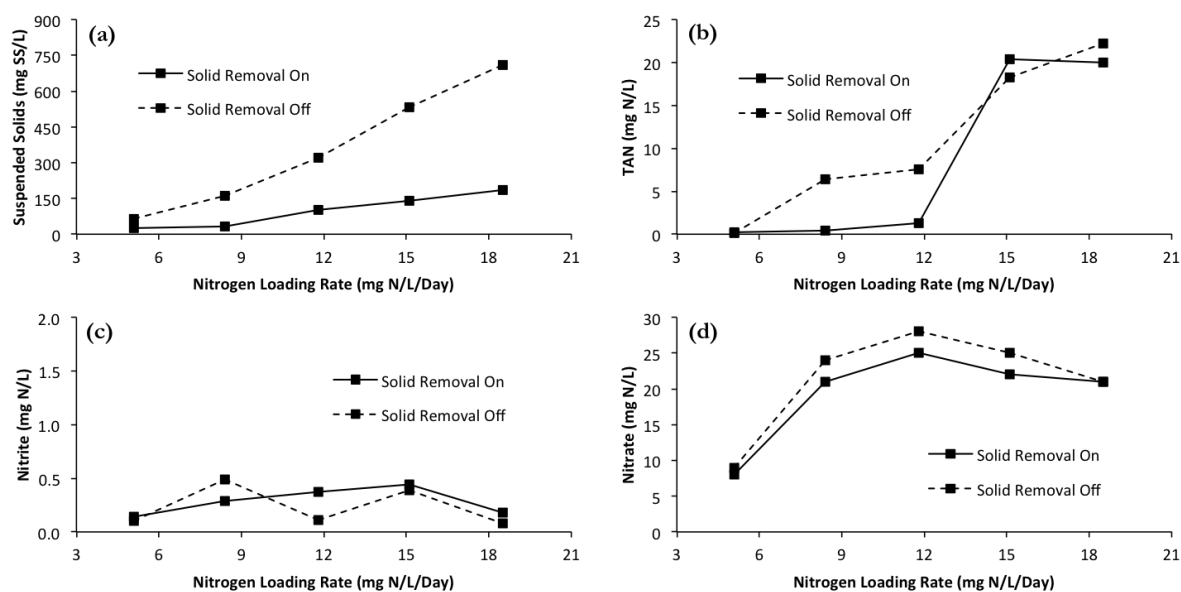 (a)
Suspended Solids (mg SS/L)
900
750
600
450
300
150
0
Solid Removal On
Solid Removal Off
3 6 9 12 15 18 21
Nitrogen Loading Rate (mg N/L/Day)
(b)
TAN (mg N/L)
25
20
15
10
5
0
Solid Removal On
Solid Removal Off
3 6 9 12 15 18 21
Nitrogen Loading Rate (mg N/L/Day)
(c)
Nitrite (mg N/L)
2.0
1.5
1.0
0.5
0.0
Solid Removal On
Solid Removal Off
3 6 9 12 15 18 21
Nitrogen Loading Rate (mg N/L/Day)
(d)
Nitrate (mg N/L)
30
25
20
15
10
5
0
Solid Removal On
Solid Removal Off
3 6 9 12 15 18 21
Nitrogen Loading Rate (mg N/L/Day)